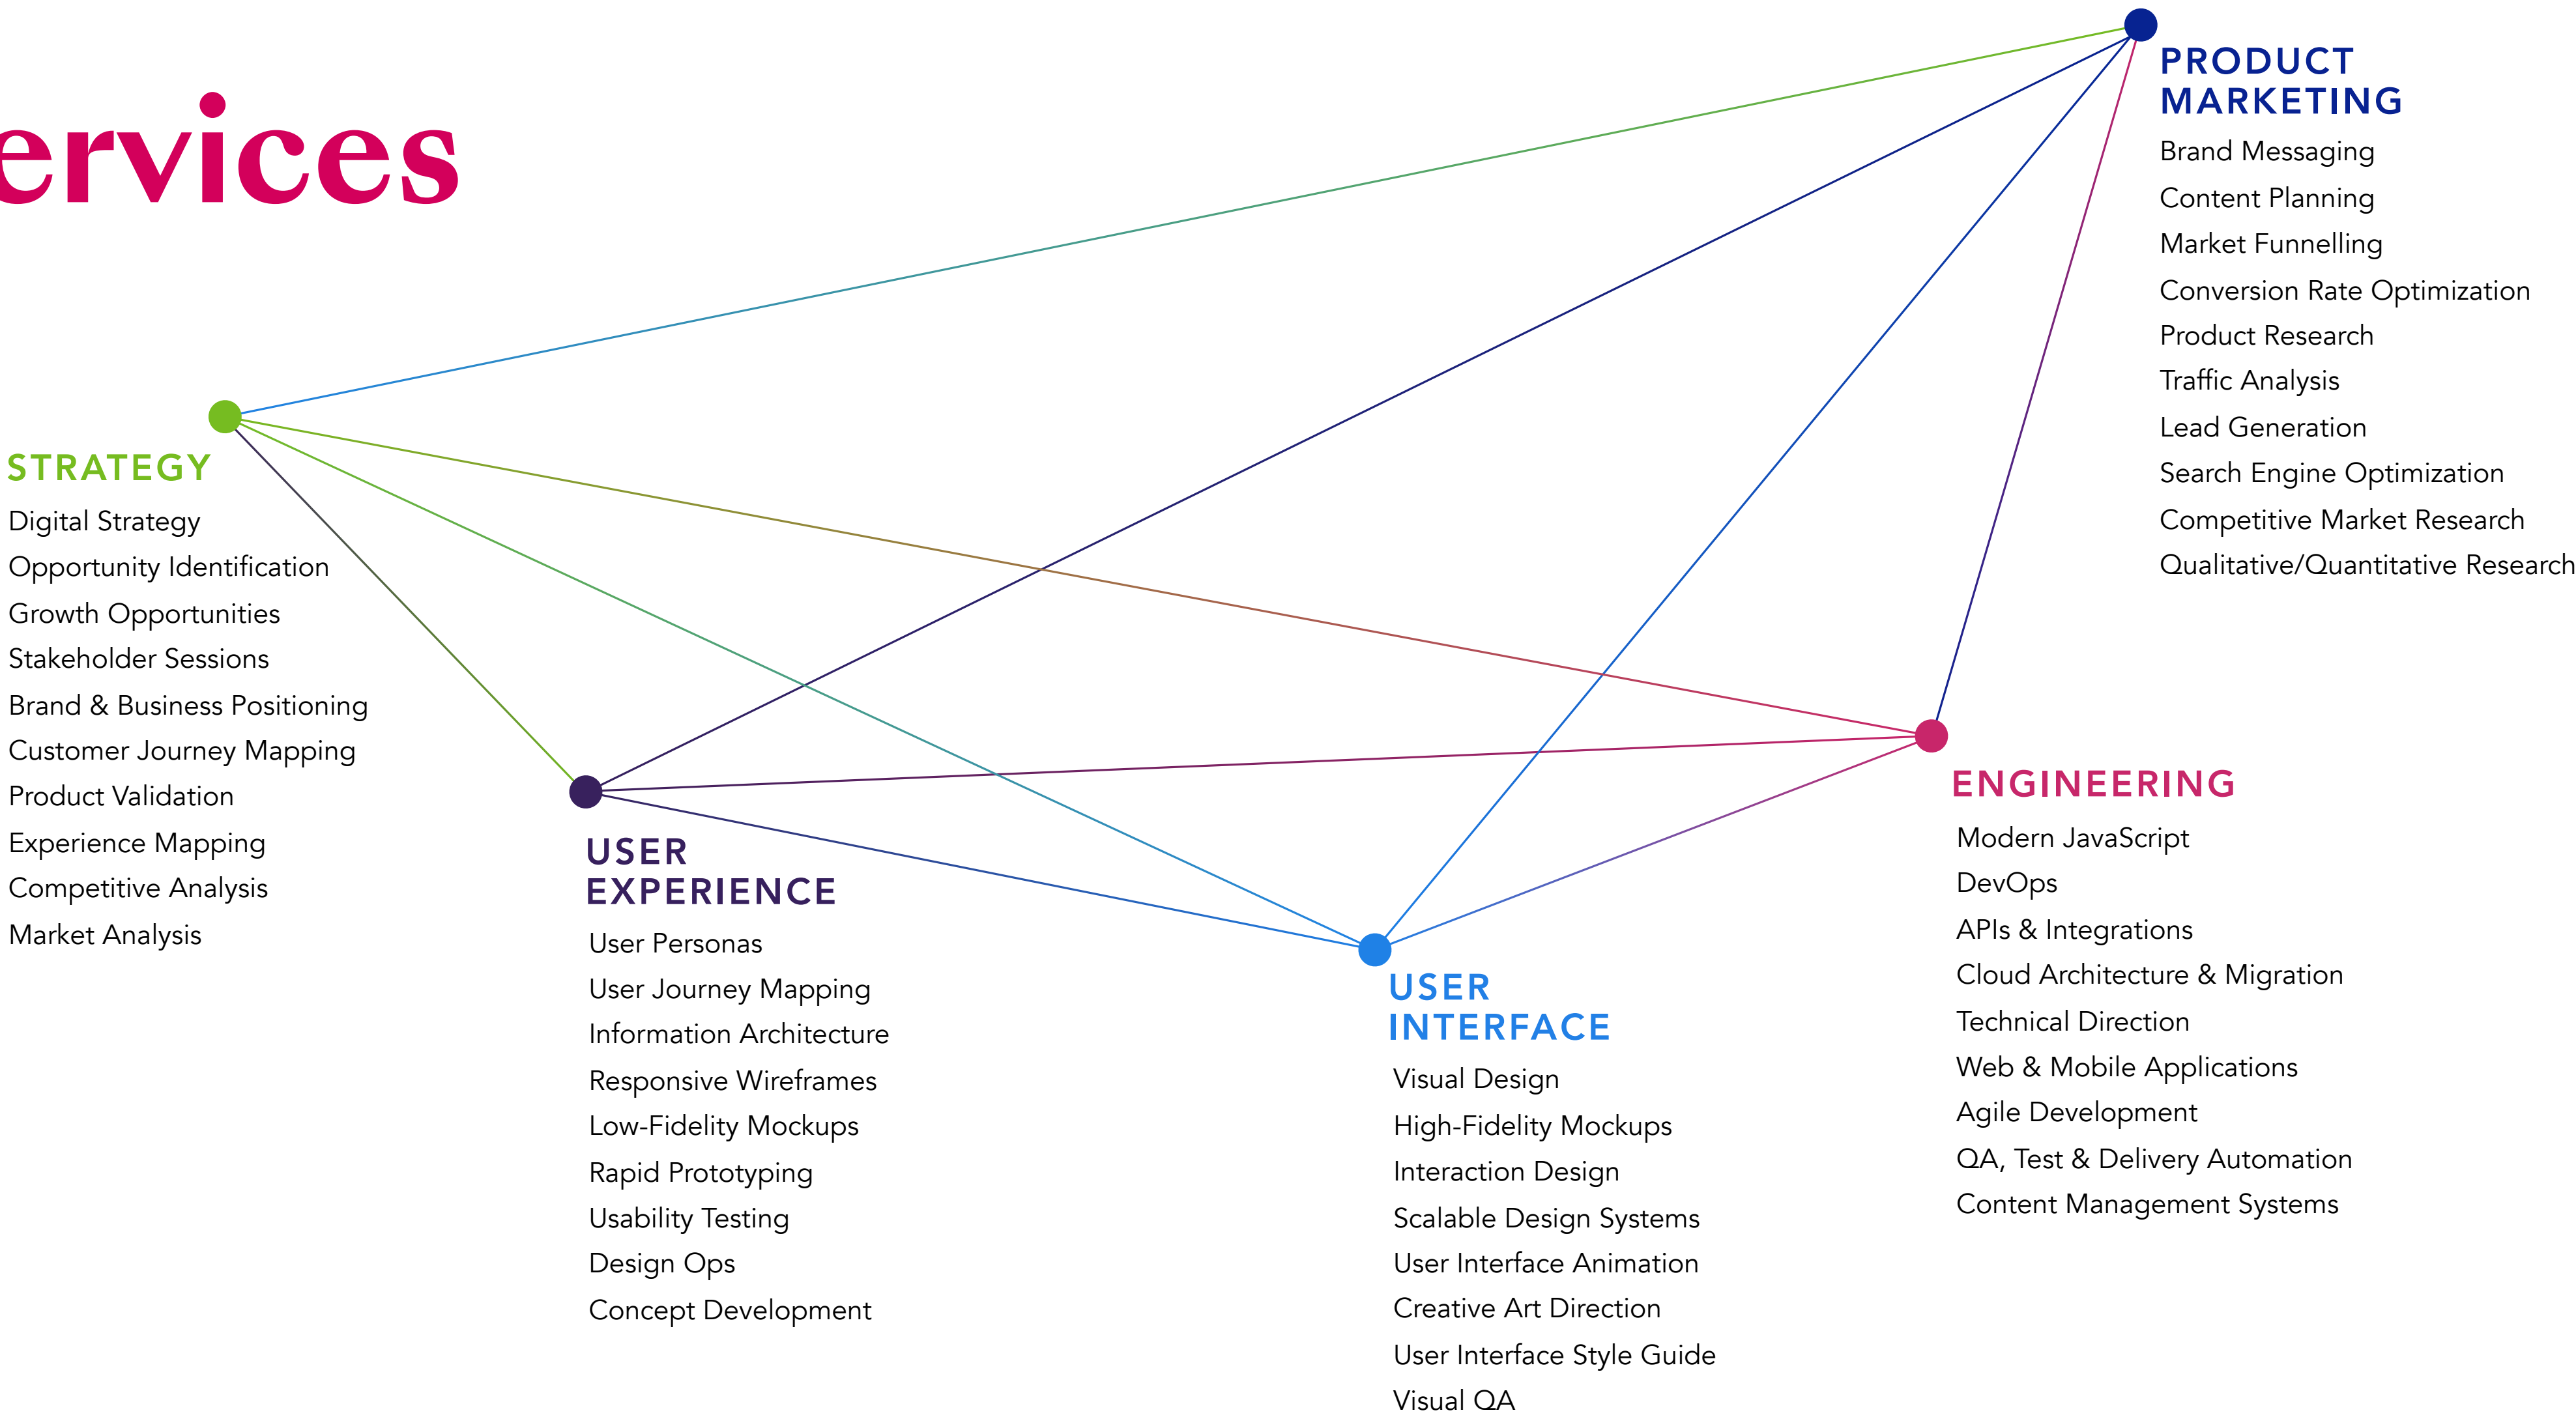 ervices
PRODUCT
MARKETING
Brand Messaging
Content Planning
Market Funnelling
Conversion Rate Optimization
Product Research
Traffic Analysis
Lead Generation
Search Engine Optimization
Competitive Market Research
Qualitative/Quantitative Research
STRATEGY
Digital Strategy
Opportunity Identification
Growth Opportunities
Stakeholder Sessions
Brand & Business Positioning
Customer Journey Mapping
Product Validation
Experience Mapping
Competitive Analysis
Market Analysis
USER
EXPERIENCE
User Personas
User Journey Mapping
Information Architecture
Responsive Wireframes
Low-Fidelity Mockups
Rapid Prototyping
Usability Testing
Design Ops
Concept Development
USER
INTERFACE
Visual Design
High-Fidelity Mockups
Interaction Design
Scalable Design Systems
User Interface Animation
Creative Art Direction
User Interface Style Guide
Visual QA
ENGINEERING
Modern JavaScript
DevOps
APIs & Integrations
Cloud Architecture & Migration
Technical Direction
Web & Mobile Applications
Agile Development
QA, Test & Delivery Automation
Content Management Systems